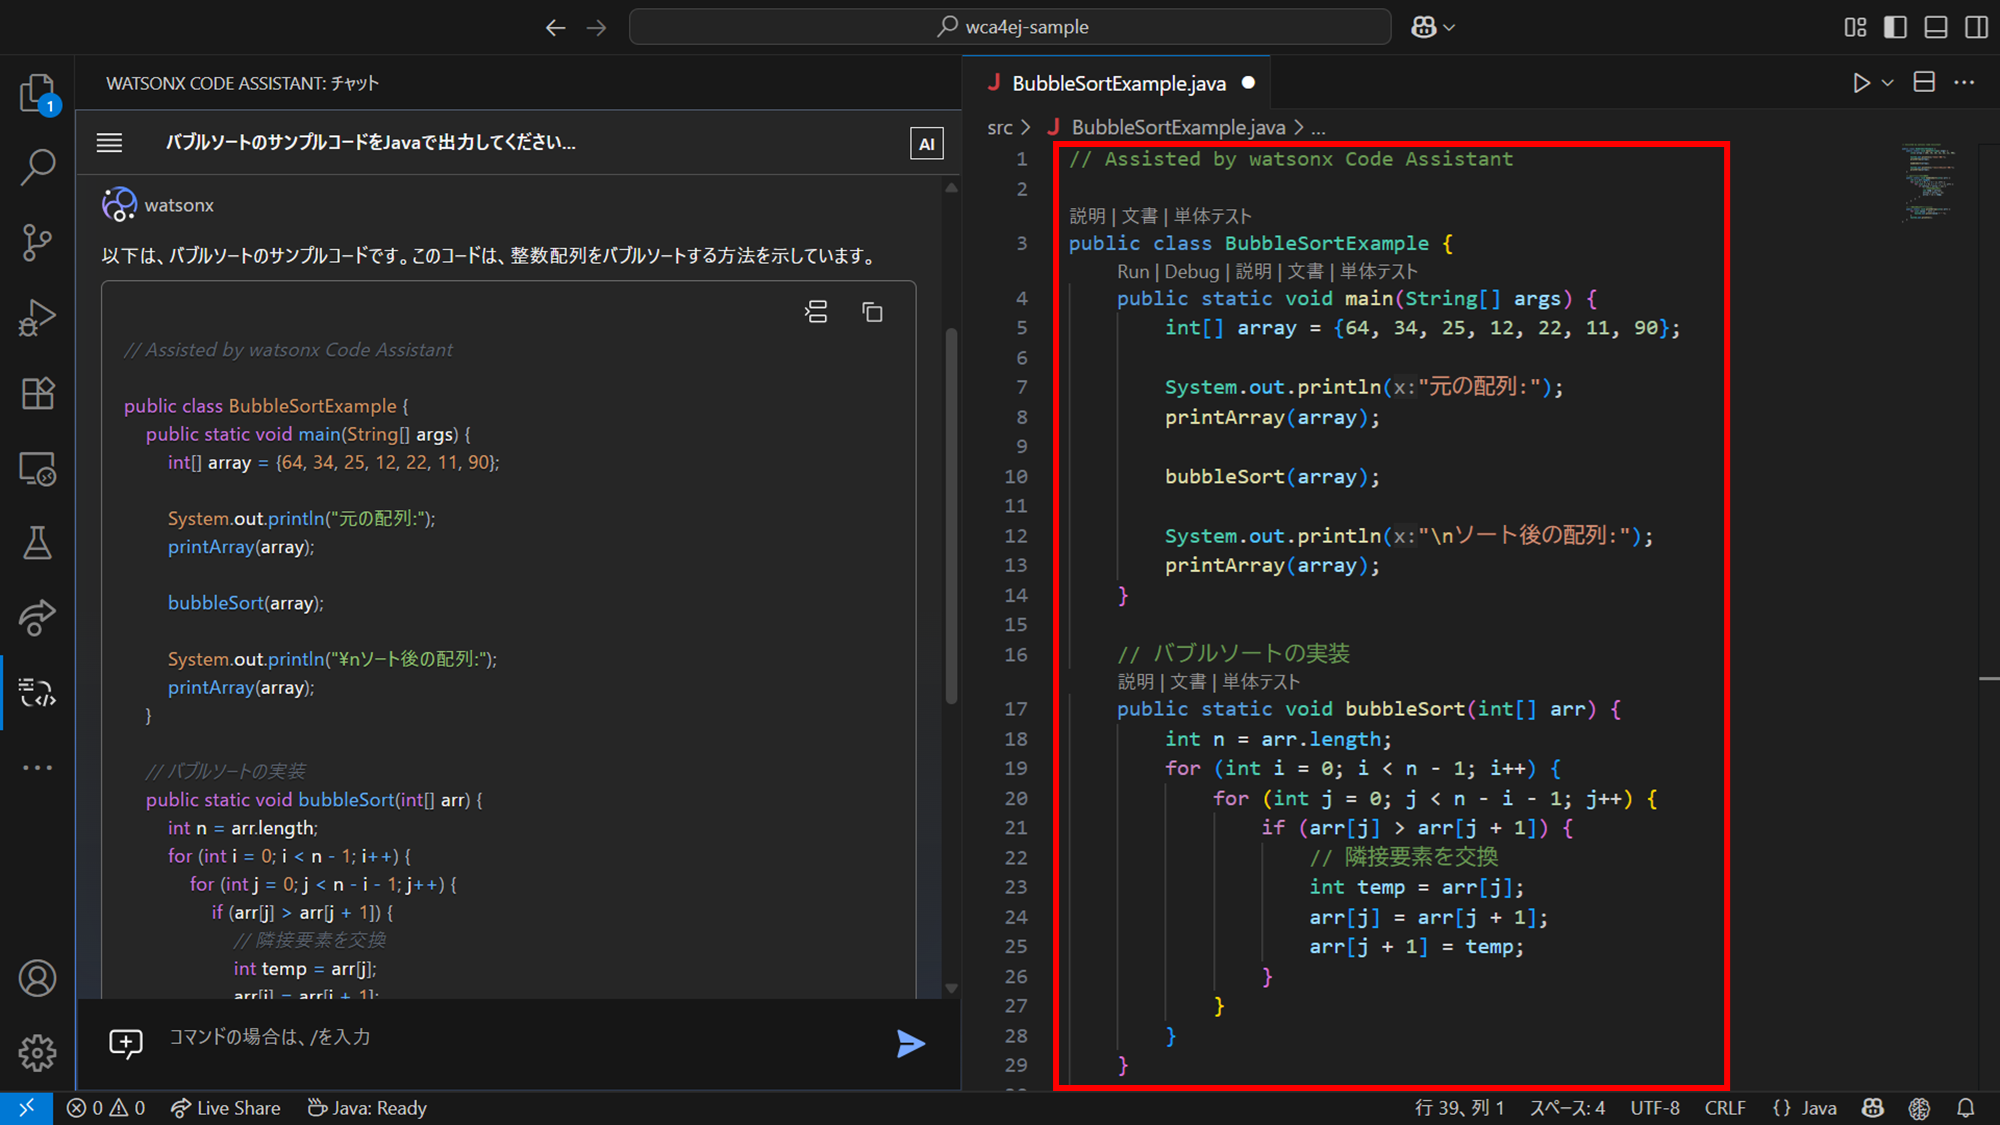 wca4ej-sample
1
WATSONX CODE ASSISTANT: チャット
バブルソートのサンプルコードをJavaで出力してください...
AI
watsonx
以下は、バブルソートのサンプルコードです。このコードは、整数配列をバブルソートする方法を示しています。
// Assisted by watsonx Code Assistant
public class BubbleSortExample {
public static void main(String[] args) {
int[] array = {64, 34, 25, 12, 22, 11, 90};
System.out.println("元の配列:");
printArray(array);
bubbleSort(array);
System.out.println("¥nソート後の配列:");
printArray(array);
}
// バブルソートの実装
public static void bubbleSort(int[] arr) {
int n = arr.length;
for (int i = 0; i < n - 1; i++) {
for (int j = 0; j < n - i - 1; j++) {
if (arr[j] > arr[j + 1]) {
// 隣接要素を交換
int temp = arr[j];
arr[j] = arr[j + 1];
コマンドの場合は、/を入力
BubbleSortExample.java
src > BubbleSortExample.java > ...
1 // Assisted by watsonx Code Assistant
2
説明 | 文書 | 単体テスト
3 public class BubbleSortExample {
Run | Debug | 説明 | 文書 | 単体テスト
4 public static void main(String[] args) {
5 int[] array = {64, 34, 25, 12, 22, 11, 90};
6
7 System.out.println(x:"元の配列:");
8 printArray(array);
9
10 bubbleSort(array);
11
12 System.out.println(x:"\nソート後の配列:");
13 printArray(array);
14 }
15
16 // バブルソートの実装
説明 | 文書 | 単体テスト
17 public static void bubbleSort(int[] arr) {
18 int n = arr.length;
19 for (int i = 0; i < n - 1; i++) {
20 for (int j = 0; j < n - i - 1; j++) {
21 if (arr[j] > arr[j + 1]) {
22 // 隣接要素を交換
23 int temp = arr[j];
24 arr[j] = arr[j + 1];
25 arr[j + 1] = temp;
26 }
27 }
28 }
29 }
0 0 Live Share Java: Ready
行 39、列 1 スペース: 4 UTF-8 CRLF {} Java